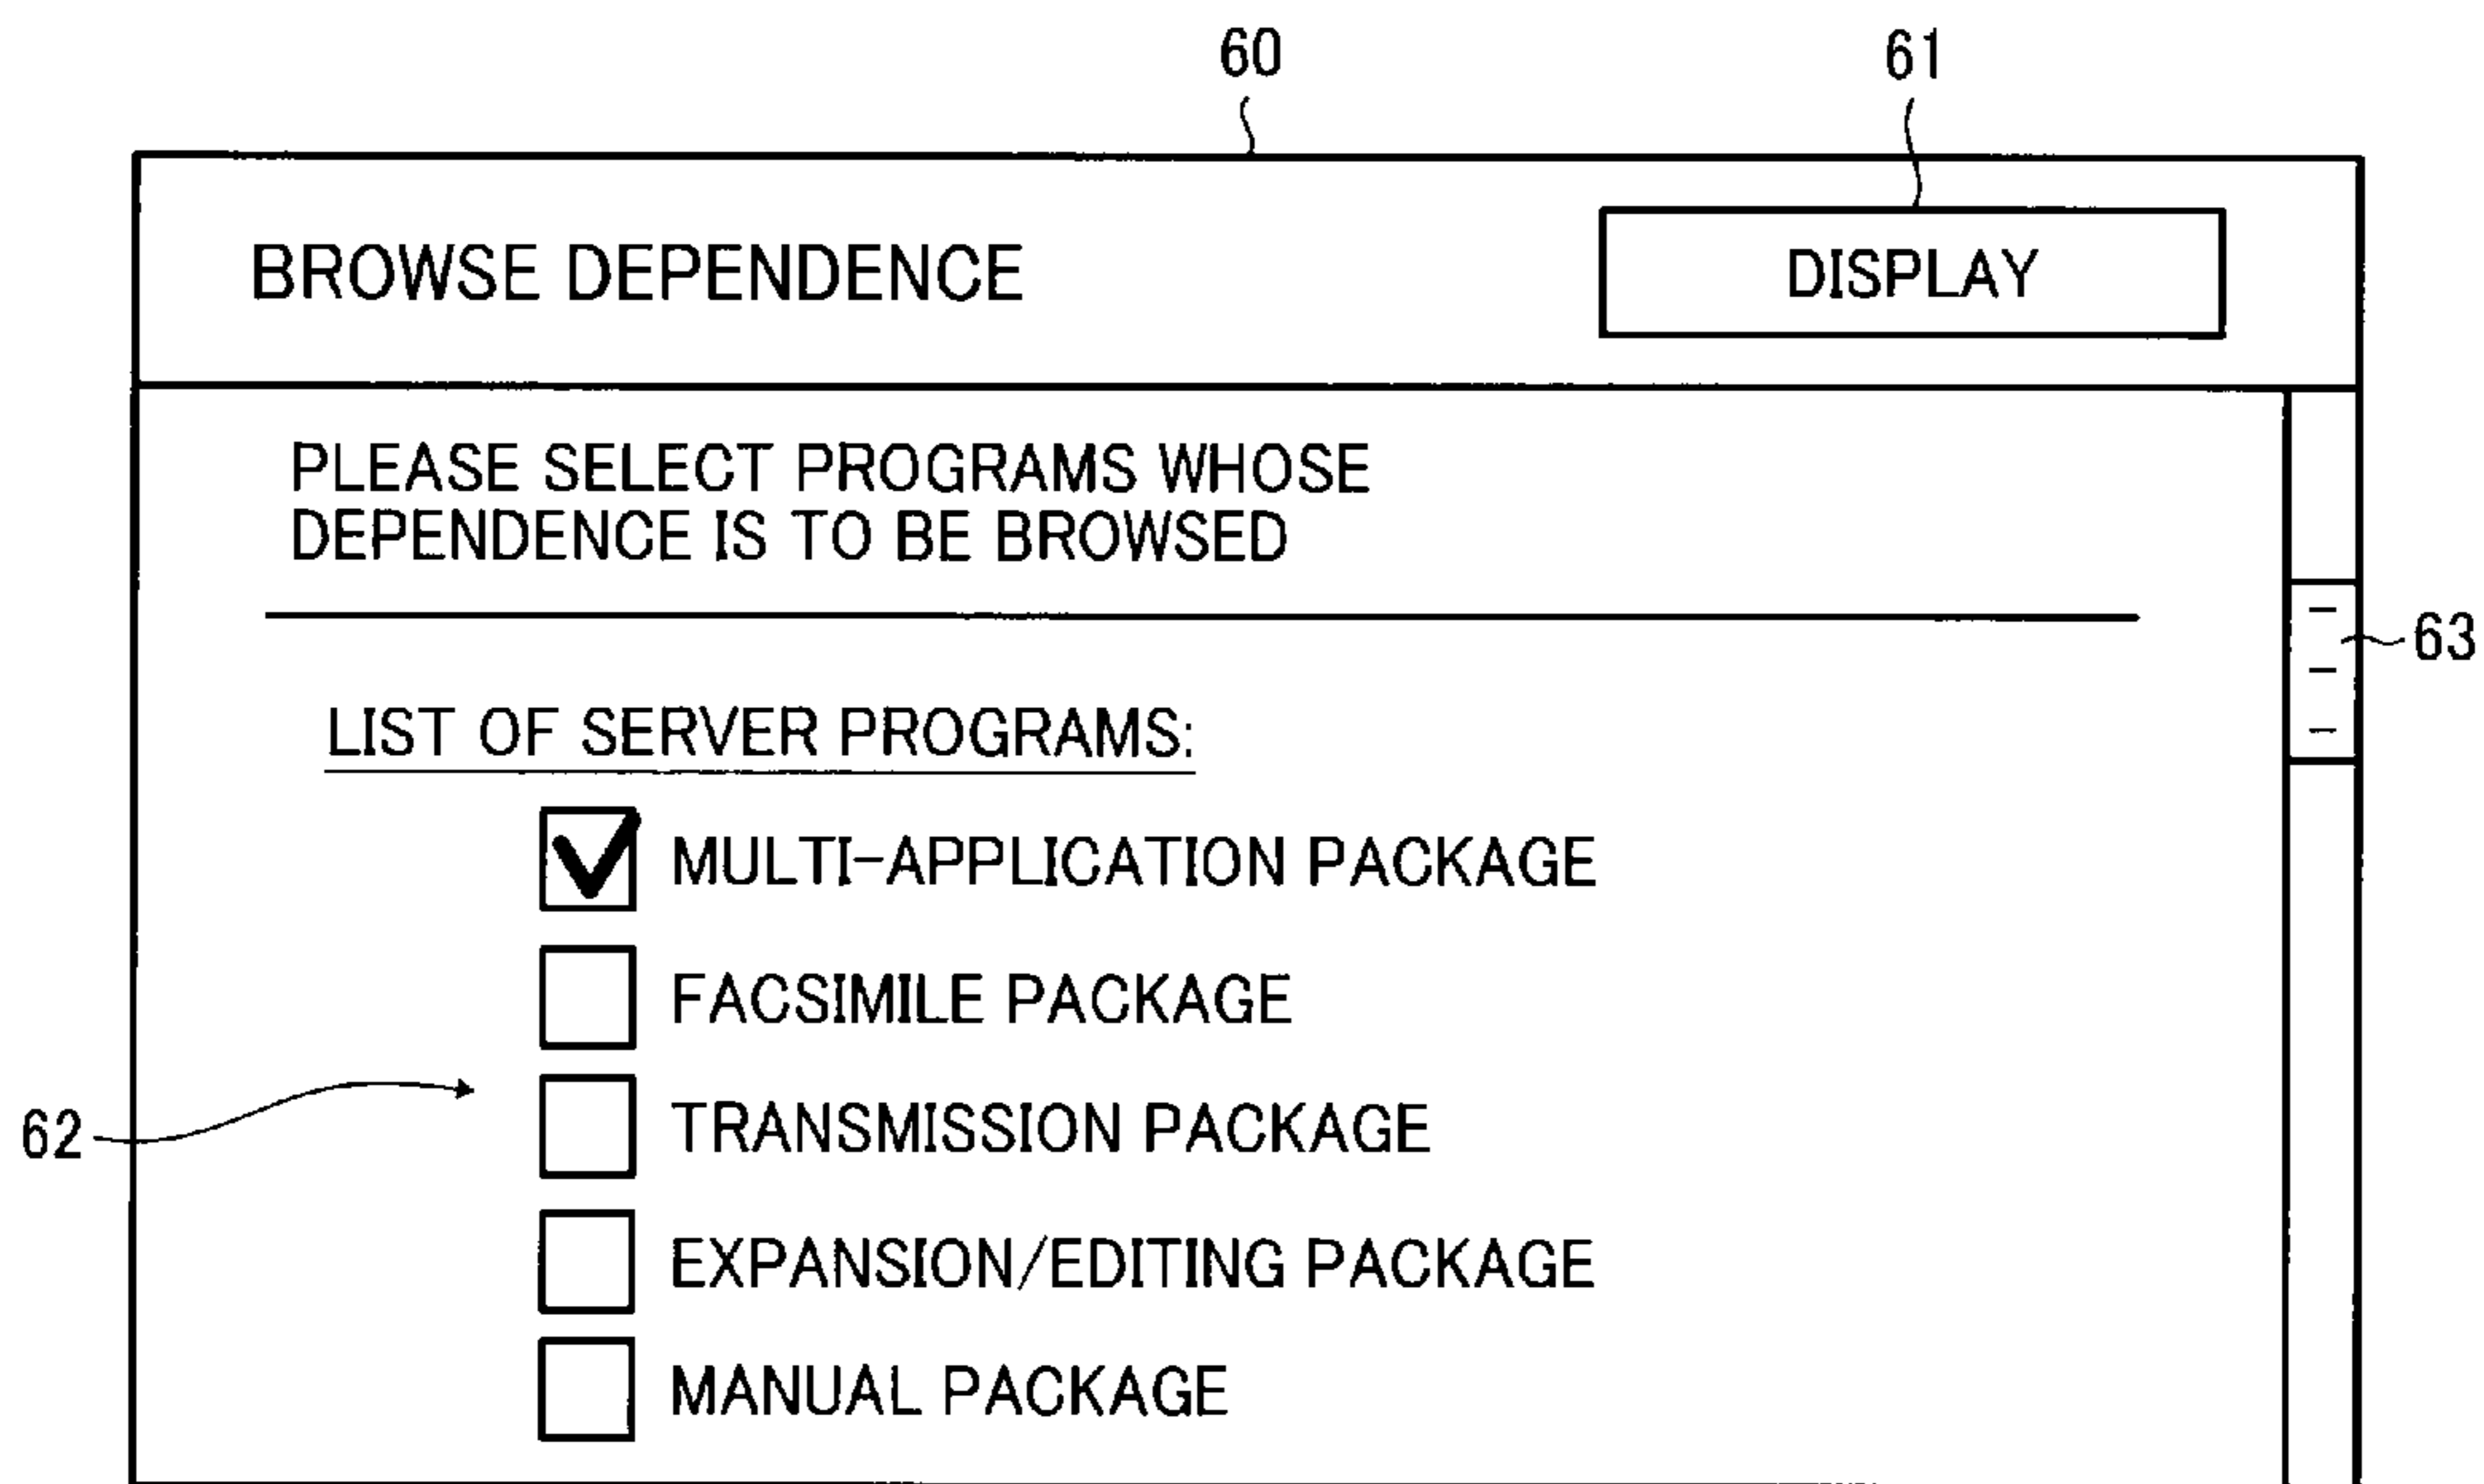 60
61
BROWSE DEPENDENCE
DISPLAY
PLEASE SELECT PROGRAMS WHOSE
DEPENDENCE IS TO BE BROWSED
63
LIST OF SERVER PROGRAMS:
MULTI-APPLICATION PACKAGE
FACSIMILE PACKAGE
62
TRANSMISSION PACKAGE
EXPANSION/EDITING PACKAGE
MANUAL PACKAGE